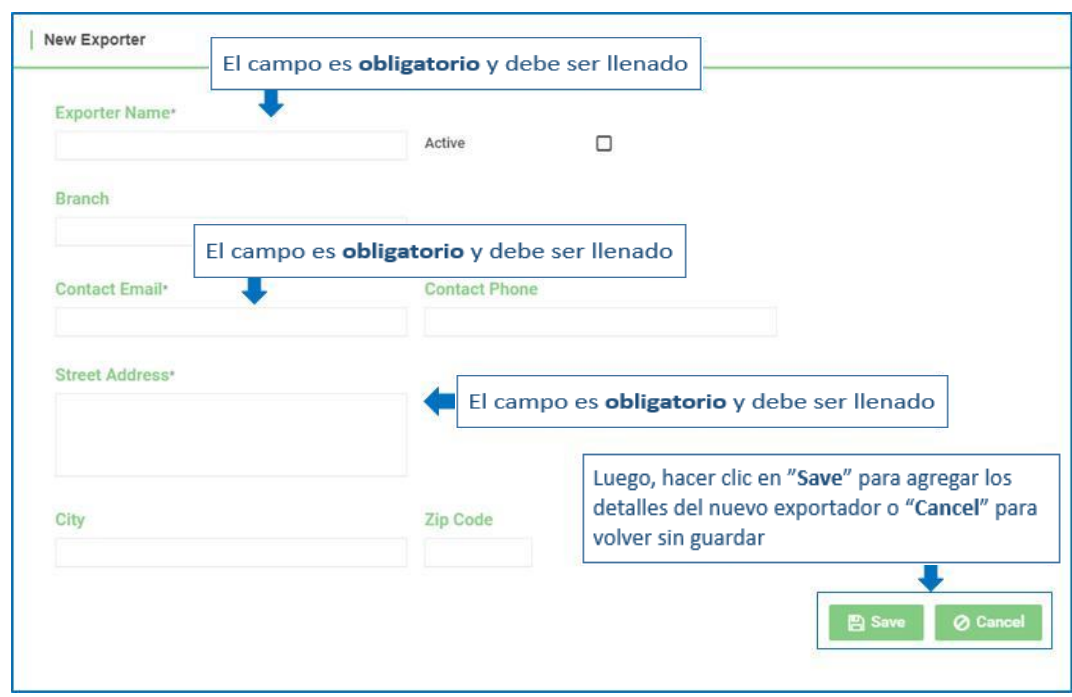 New Exporter
El campo es obligatorio y debe ser llenado
Exporter Name*
Active
Branch
El campo es obligatorio y debe ser llenado
Contact Email*
Contact Phone
Street Address*
El campo es obligatorio y debe ser llenado
Luego, hacer clic en "Save" para agregar los
detalles del nuevo exportador o "Cancel" para
volver sin guardar
City
Zip Code
Save
Cancel